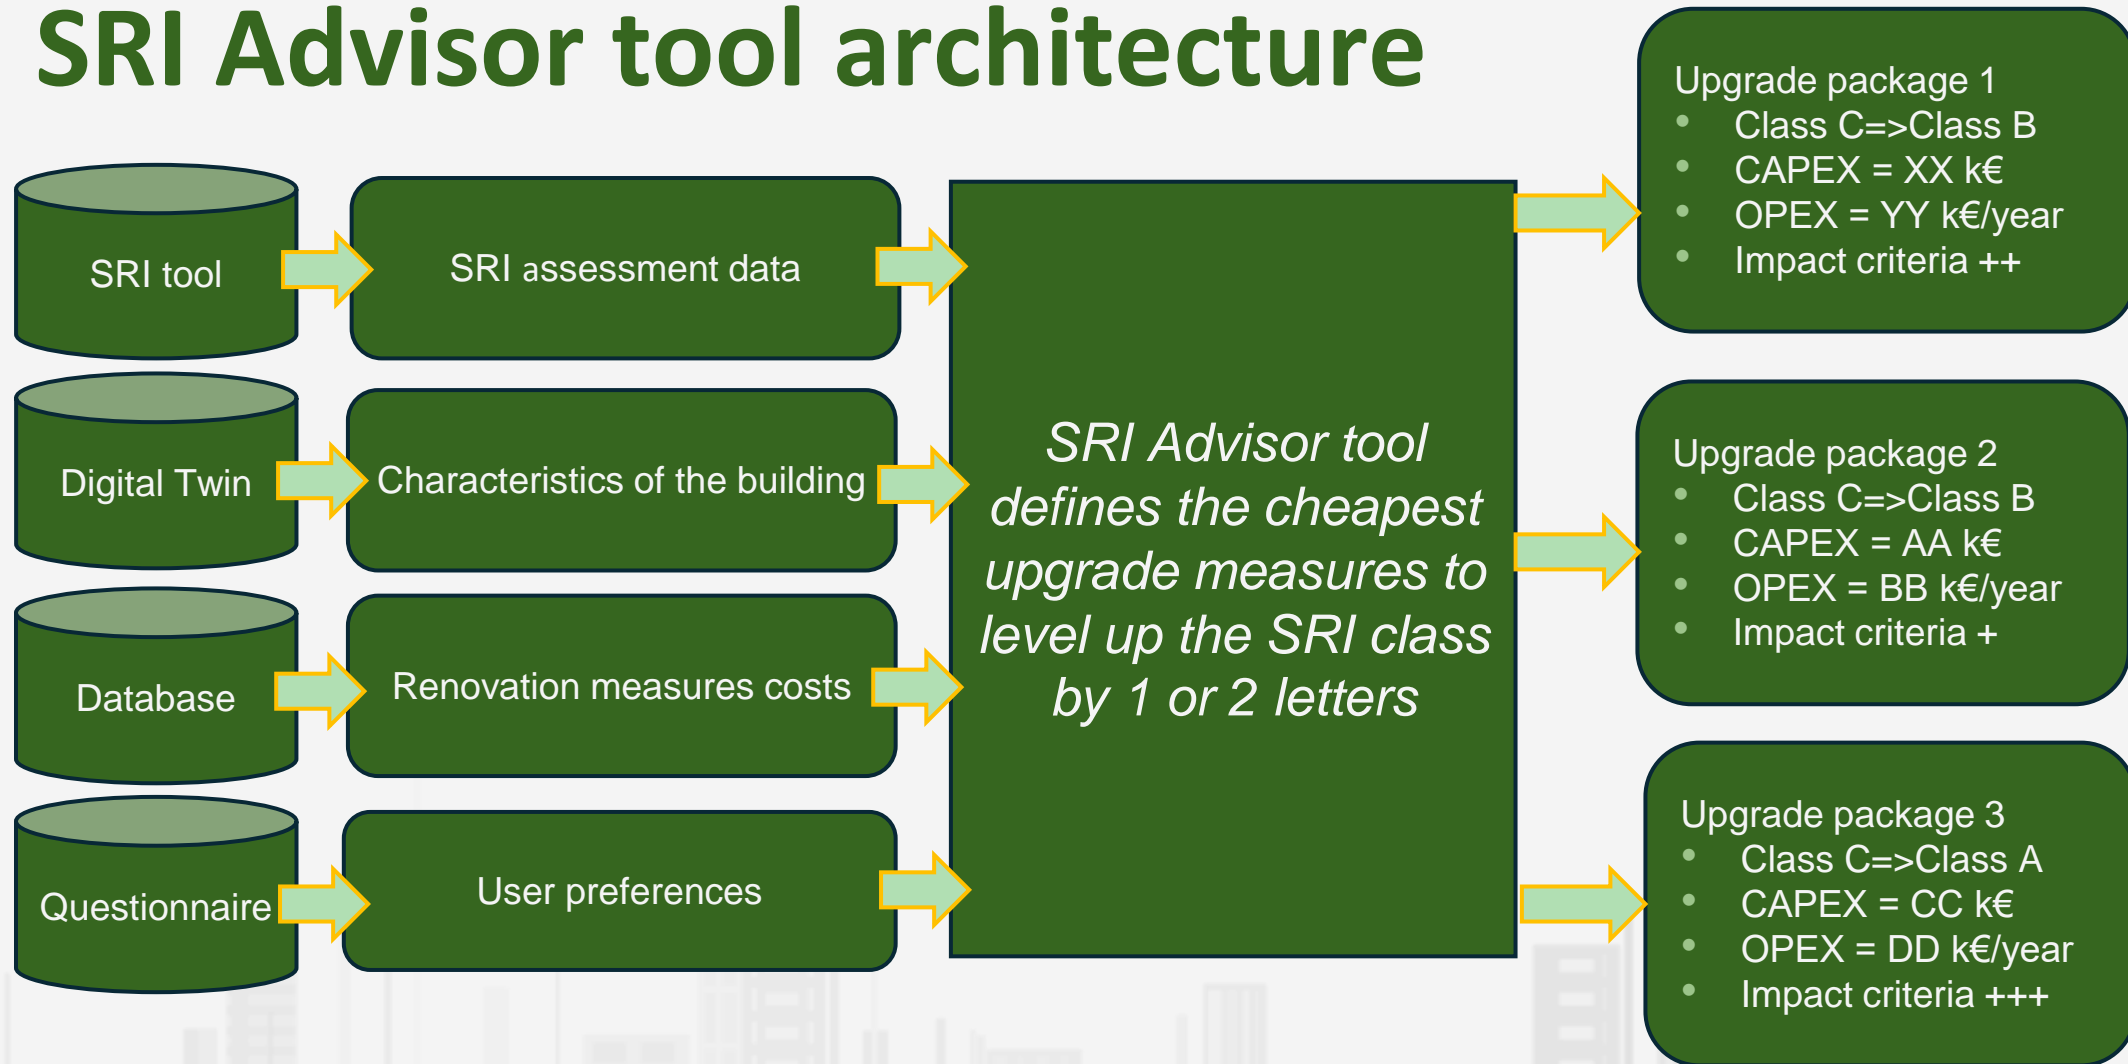 SRI Advisor tool architecture
SRI tool
SRI assessment data
Digital Twin
Characteristics of the building
Database
Renovation measures costs
Questionnaire
User preferences
SRI Advisor tool
defines the cheapest
upgrade measures to
level up the SRI class
by 1 or 2 letters
Upgrade package 1
• Class C=>Class B
• CAPEX = XX k€
• OPEX = YY k€/year
• Impact criteria ++
Upgrade package 2
• Class C=>Class B
• CAPEX = AA k€
• OPEX = BB k€/year
• Impact criteria +
Upgrade package 3
• Class C=>Class A
• CAPEX = CC k€
• OPEX = DD k€/year
• Impact criteria +++